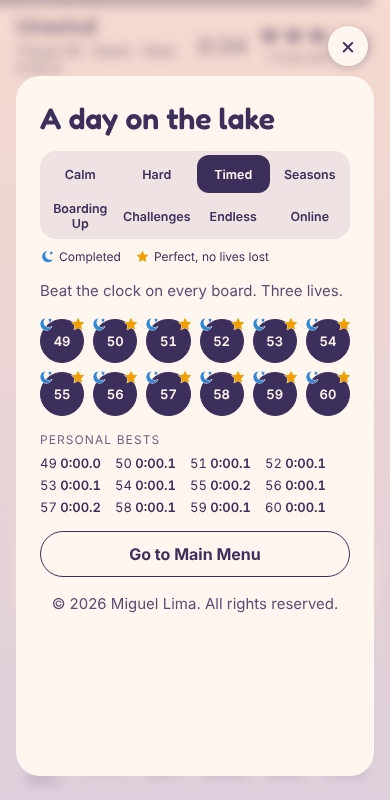 Unwind
A day on the lake
Calm Hard Timed Seasons
Boarding Up Challenges Endless Online
Completed Perfect, no lives lost
Beat the clock on every board. Three lives.
49 50 51 52 53 54
55 56 57 58 59 60
PERSONAL BESTS
49 0:00.0 50 0:00.1 51 0:00.1 52 0:00.1
53 0:00.1 54 0:00.1 55 0:00.2 56 0:00.1
57 0:00.2 58 0:00.1 59 0:00.1 60 0:00.1
Go to Main Menu
© 2026 Miguel Lima. All rights reserved.